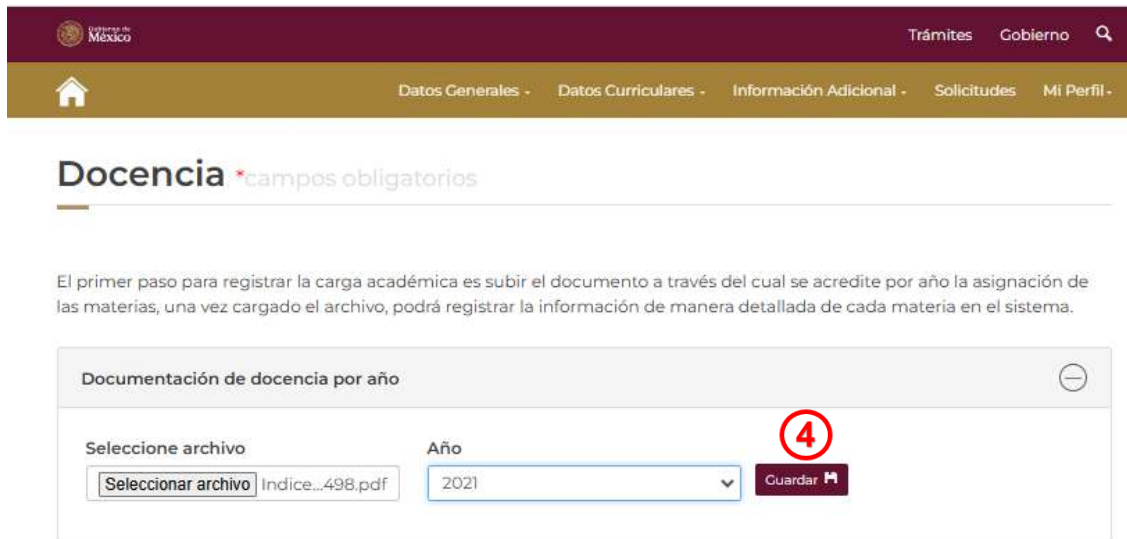 Gobierno de
México
Trámites Gobierno
Datos Generales Datos Curriculares Información Adicional Solicitudes Mi Perfil
Docencia *campos obligatorios
El primer paso para registrar la carga académica es subir el documento a través del cual se acredite por año la asignación de
las materias, una vez cargado el archivo, podrá registrar la información de manera detallada de cada materia en el sistema.
Documentación de docencia por año
4
Seleccione archivo Año
Seleccionar archivo Indice...498.pdf 2021 Guardar